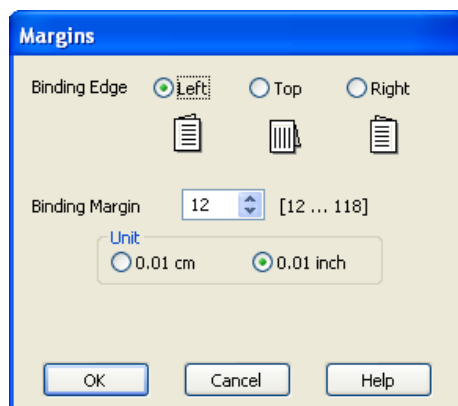 Margins
Binding Edge Left Top Right
Binding Margin 12 [12 ... 118]
Unit
0.01 cm 0.01 inch
OK Cancel Help